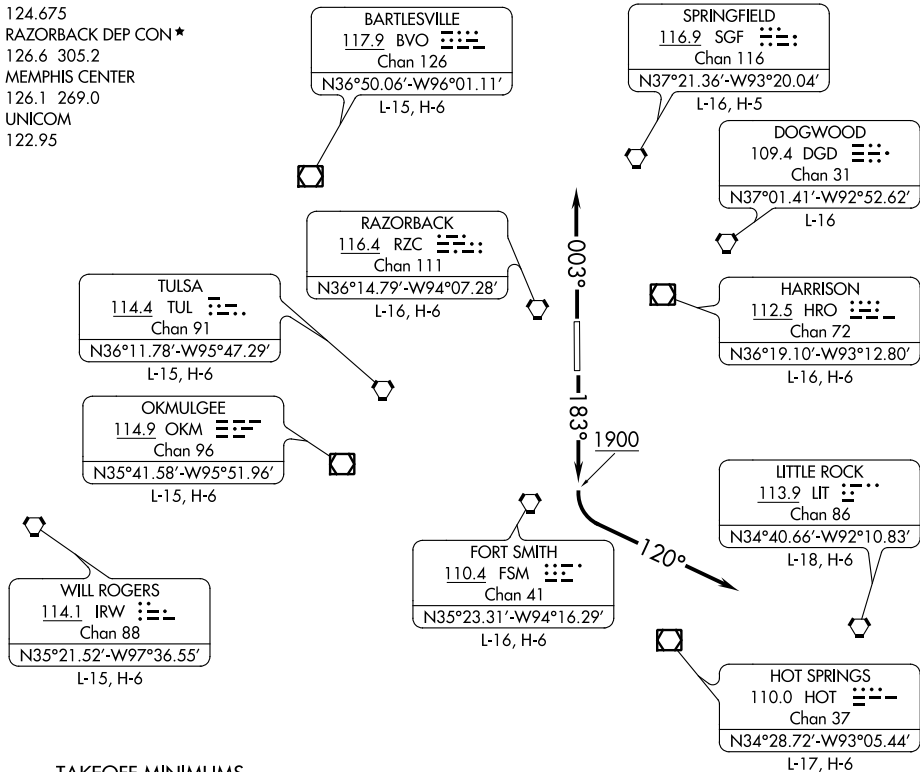 124.675
RAZORBACK DEP CON ★
126.6 305.2
MEMPHIS CENTER
126.1 269.0
UNICOM
122.95
BARTLESVILLE
117.9 BVO
Chan 126
N36°50.06′-W96°01.11′
L-15, H-6
SPRINGFIELD
116.9 SGF
Chan 116
N37°21.36′-W93°20.04′
L-16, H-5
DOGWOOD
109.4 DGD
Chan 31
N37°01.41′-W92°52.62′
L-16
RAZORBACK
116.4 RZC
Chan 111
N36°14.79′-W94°07.28′
L-16, H-6
003°
TULSA
114.4 TUL
Chan 91
N36°11.78′-W95°47.29′
L-15, H-6
HARRISON
112.5 HRO
Chan 72
N36°19.10′-W93°12.80′
L-16, H-6
183°
1900
OKMULGEE
114.9 OKM
Chan 96
N35°41.58′-W95°51.96′
L-15, H-6
LITTLE ROCK
113.9 LIT
Chan 86
N34°40.66′-W92°10.83′
L-18, H-6
120°
FORT SMITH
110.4 FSM
Chan 41
N35°23.31′-W94°16.29′
L-16, H-6
WILL ROGERS
114.1 IRW
Chan 88
N35°21.52′-W97°36.55′
L-15, H-6
HOT SPRINGS
110.0 HOT
Chan 37
N34°28.72′-W93°05.44′
L-17, H-6
TAKEOFF MINIMUMS